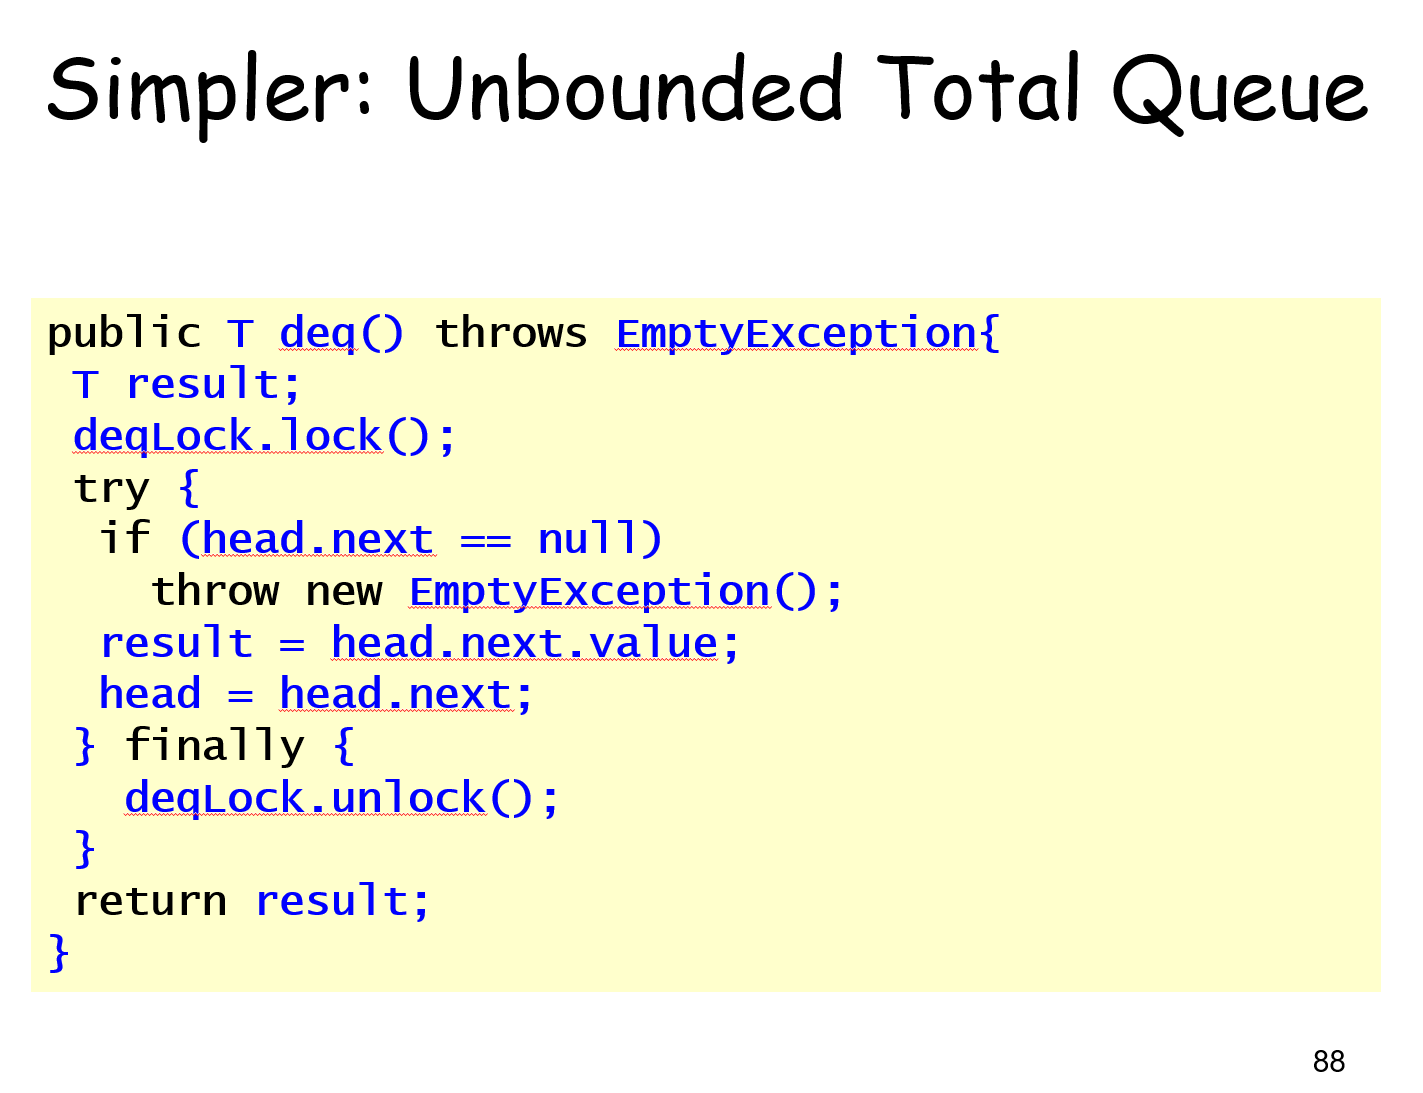 Simpler: Unbounded Total Queue
public T deq() throws EmptyException{
T result;
deqLock.lock();
try {
if (head.next == null)
throw new EmptyException();
result = head.next.value;
head = head.next;
} finally {
deqLock.unlock();
}
return result;
}
88